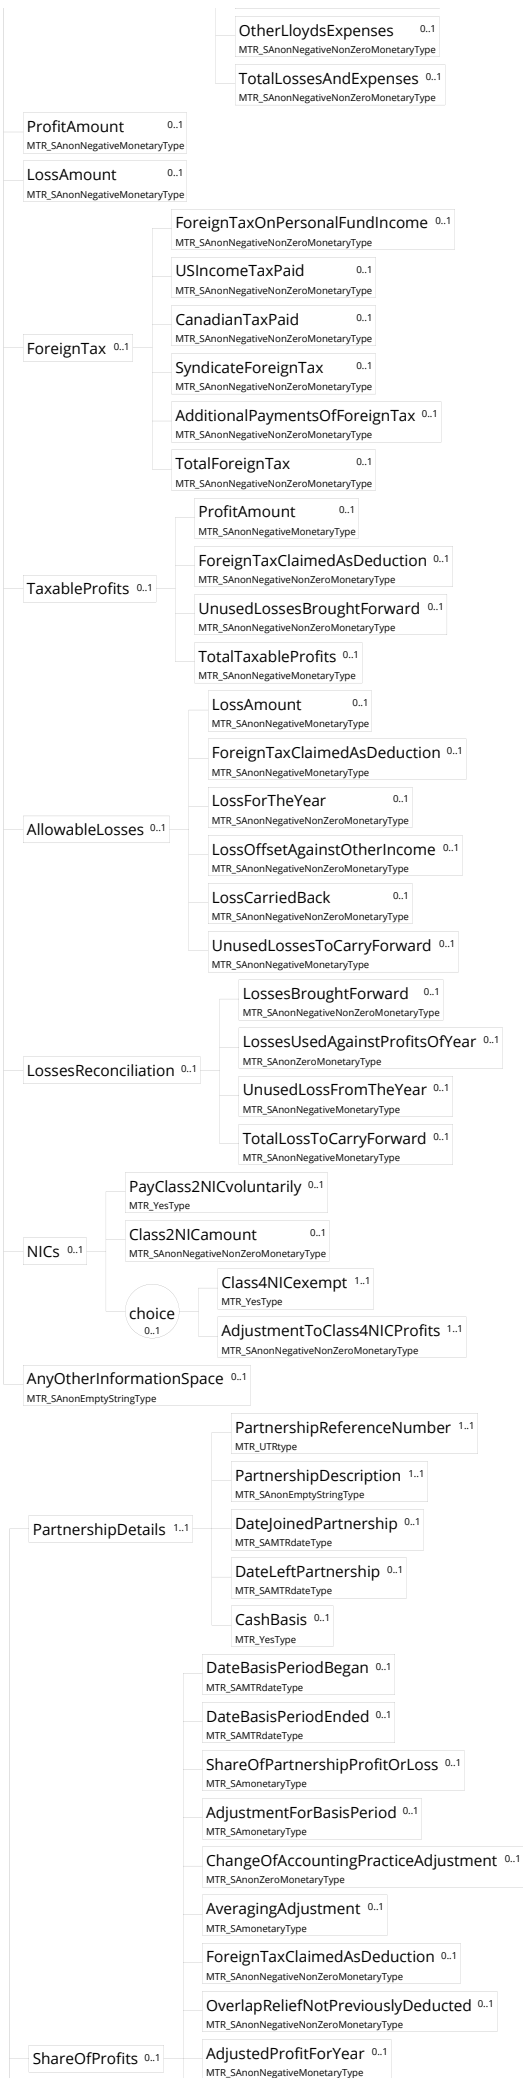 OtherLloydsExpenses 0..1
MTR_SAnonNegativeNonZeroMonetaryType
TotalLossesAndExpenses 0..1
MTR_SAnonNegativeNonZeroMonetaryType
ProfitAmount 0..1
MTR_SAnonNegativeMonetaryType
LossAmount 0..1
MTR_SAnonNegativeMonetaryType
ForeignTax 0..1
ForeignTaxOnPersonalFundIncome 0..1
MTR_SAnonNegativeNonZeroMonetaryType
USIncomeTaxPaid 0..1
MTR_SAnonNegativeNonZeroMonetaryType
CanadianTaxPaid 0..1
MTR_SAnonNegativeNonZeroMonetaryType
SyndicateForeignTax 0..1
MTR_SAnonNegativeNonZeroMonetaryType
AdditionalPaymentsOfForeignTax 0..1
MTR_SAnonNegativeNonZeroMonetaryType
TotalForeignTax 0..1
MTR_SAnonNegativeNonZeroMonetaryType
TaxableProfits 0..1
ProfitAmount 0..1
MTR_SAnonNegativeMonetaryType
ForeignTaxClaimedAsDeduction 0..1
MTR_SAnonNegativeNonZeroMonetaryType
UnusedLossesBroughtForward 0..1
MTR_SAnonNegativeNonZeroMonetaryType
TotalTaxableProfits 0..1
MTR_SAnonNegativeMonetaryType
AllowableLosses 0..1
LossAmount 0..1
MTR_SAnonNegativeMonetaryType
ForeignTaxClaimedAsDeduction 0..1
MTR_SAnonNegativeMonetaryType
LossForTheYear 0..1
MTR_SAnonNegativeNonZeroMonetaryType
LossOffsetAgainstOtherIncome 0..1
MTR_SAnonNegativeNonZeroMonetaryType
LossCarriedBack 0..1
MTR_SAnonNegativeNonZeroMonetaryType
UnusedLossesToCarryForward 0..1
MTR_SAnonNegativeMonetaryType
LossesReconciliation 0..1
LossesBroughtForward 0..1
MTR_SAnonNegativeNonZeroMonetaryType
LossesUsedAgainstProfitsOfYear 0..1
MTR_SAnonZeroMonetaryType
UnusedLossFromTheYear 0..1
MTR_SAnonNegativeMonetaryType
TotalLossToCarryForward 0..1
MTR_SAnonNegativeMonetaryType
NICs 0..1
PayClass2NICvoluntarily 0..1
MTR_YesType
Class2NICamount 0..1
MTR_SAnonNegativeNonZeroMonetaryType
choice
0..1
Class4NICexempt 1..1
MTR_YesType
AdjustmentToClass4NICProfits 1..1
MTR_SAnonNegativeNonZeroMonetaryType
AnyOtherInformationSpace 0..1
MTR_SAnonEmptyStringType
PartnershipDetails 1..1
PartnershipReferenceNumber 1..1
MTR_UTRtype
PartnershipDescription 1..1
MTR_SAnonEmptyStringType
DateJoinedPartnership 0..1
MTR_SAMTRdateType
DateLeftPartnership 0..1
MTR_SAMTRdateType
CashBasis 0..1
MTR_YesType
DateBasisPeriodBegan 0..1
MTR_SAMTRdateType
DateBasisPeriodEnded 0..1
MTR_SAMTRdateType
ShareOfPartnershipProfitOrLoss 0..1
MTR_SAmonetaryType
AdjustmentForBasisPeriod 0..1
MTR_SAmonetaryType
ChangeOfAccountingPracticeAdjustment 0..1
MTR_SAnonZeroMonetaryType
AveragingAdjustment 0..1
MTR_SAmonetaryType
ForeignTaxClaimedAsDeduction 0..1
MTR_SAnonNegativeNonZeroMonetaryType
OverlapReliefNotPreviouslyDeducted 0..1
MTR_SAnonNegativeNonZeroMonetaryType
ShareOfProfits 0..1
AdjustedProfitForYear 0..1
MTR_SAnonNegativeMonetaryType